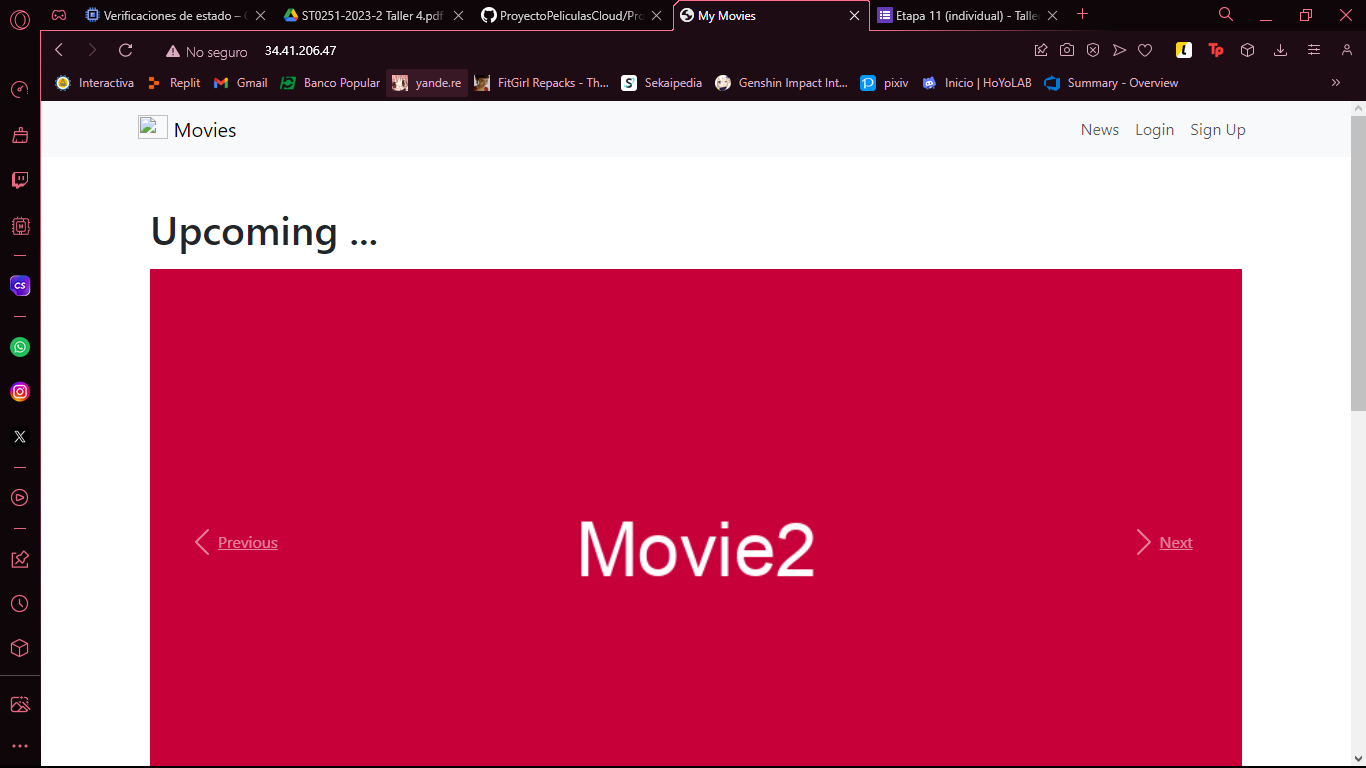 Verificaciones de estado – 
ST0251-2023-2 Taller 4.pdf
ProyectoPeliculasCloud/Pro
My Movies
Etapa 11 (individual) - Talle
No seguro
34.41.206.47
Interactiva
Replit
Gmail
Banco Popular
yande.re
FitGirl Repacks - Th...
Sekaipedia
Genshin Impact Int...
pixiv
Inicio | HoYoLAB
Summary - Overview
Movies
News
Login
Sign Up
Upcoming ...
Previous
Movie2
Next